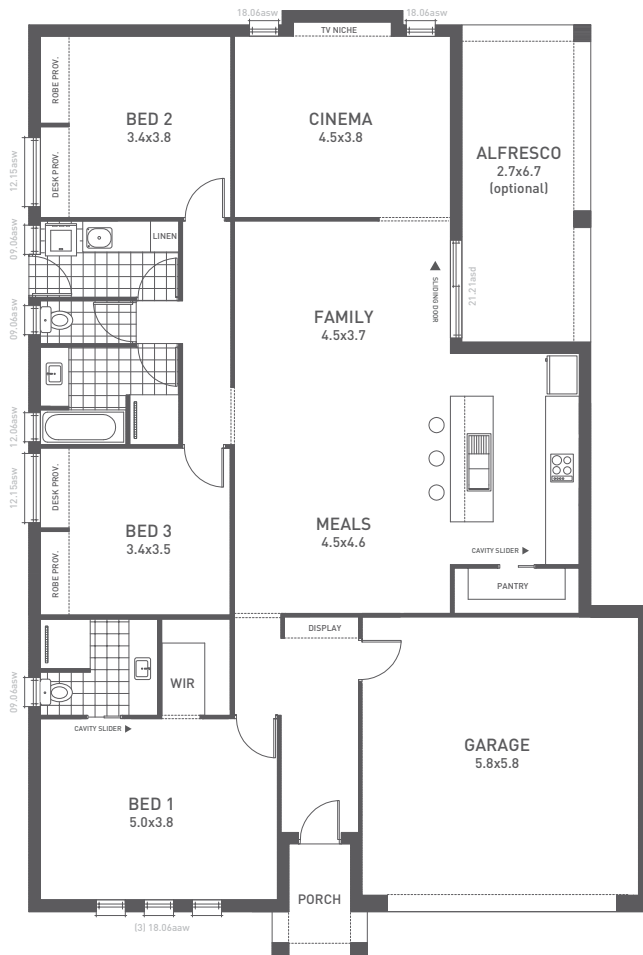 18.06asw
18.06asw
TV NICHE
ROBE PROV.
BED 2
3.4x3.8
CINEMA
4.5x3.8
ALFRESCO
2.7x6.7
(optional)
12.15asw
DESK PROV.
09.06asw
LINEN
SLIDING DOOR
21.21asd
09.06asw
FAMILY
4.5x3.7
12.06asw
12.15asw
DESK PROV.
BED 3
3.4x3.5
MEALS
4.5x4.6
ROBE PROV.
CAVITY SLIDER
PANTRY
DISPLAY
09.06asw
WIR
CAVITY SLIDER
GARAGE
5.8x5.8
BED 1
5.0x3.8
PORCH
(3) 18.06aaw